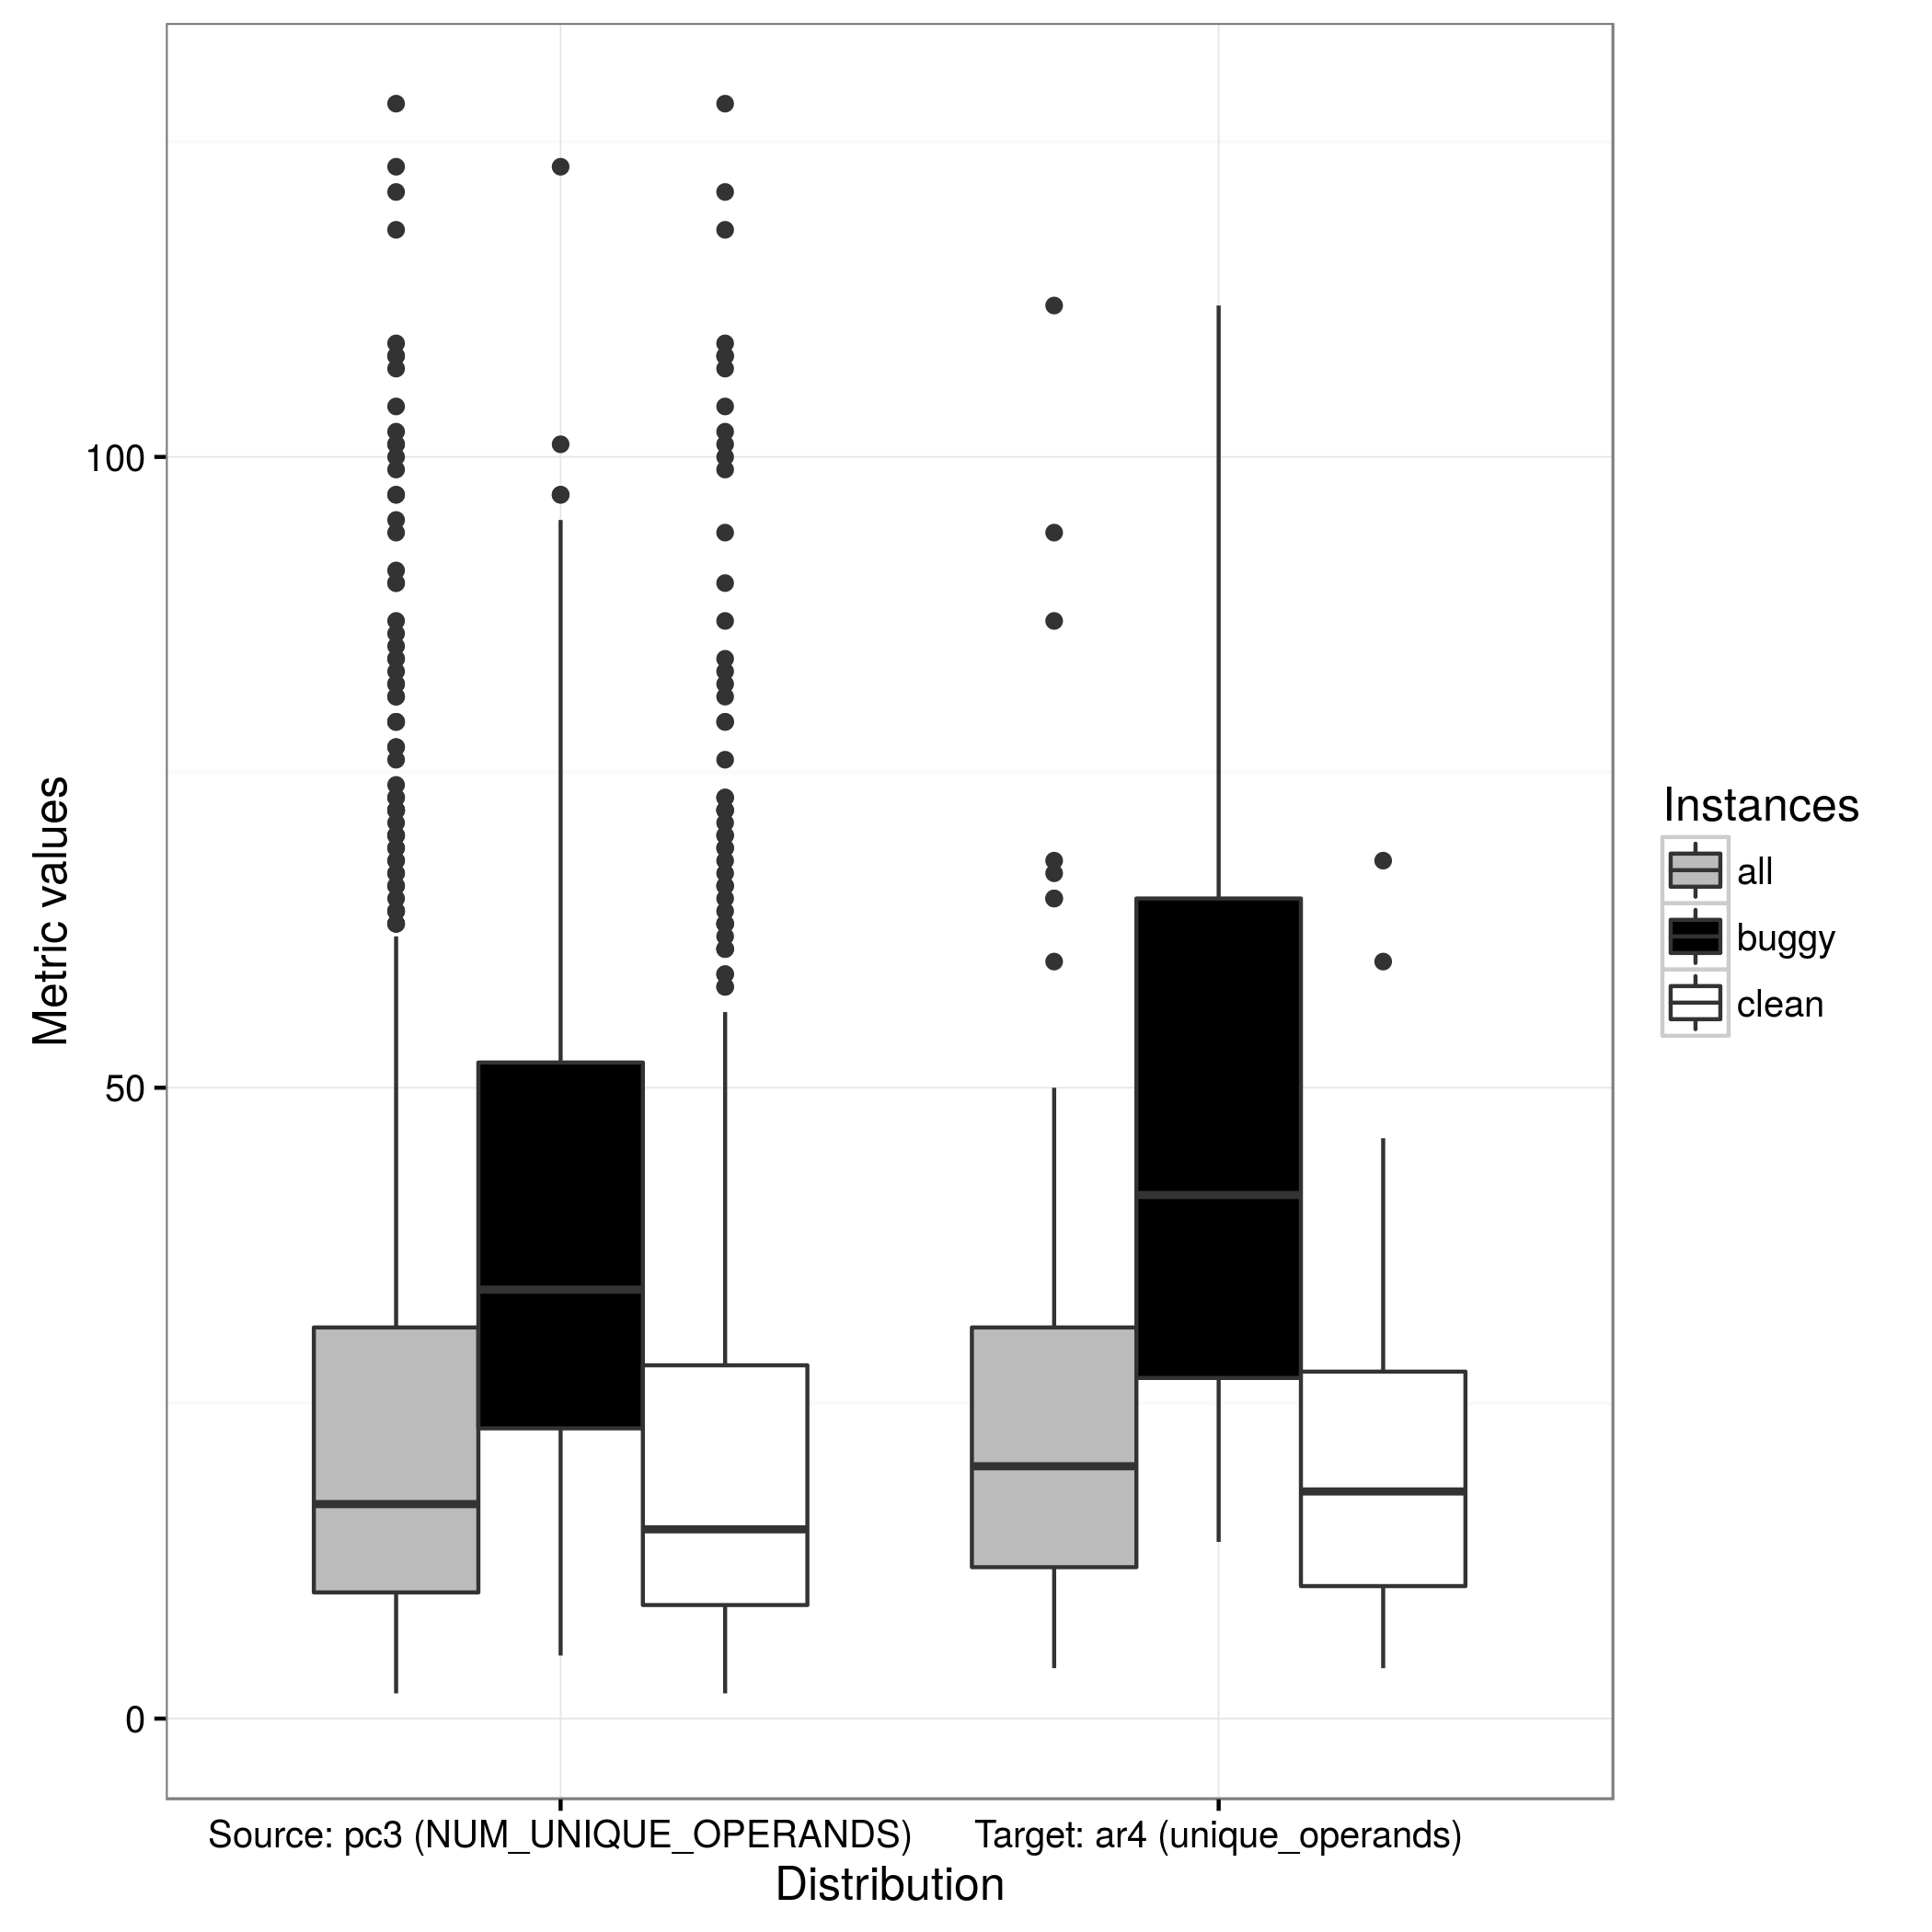 100
50
0
Metric values
Source: pc3 (NUM_UNIQUE_OPERANDS)
Target: ar4 (unique_operands)
Distribution
Instances
all
buggy
clean